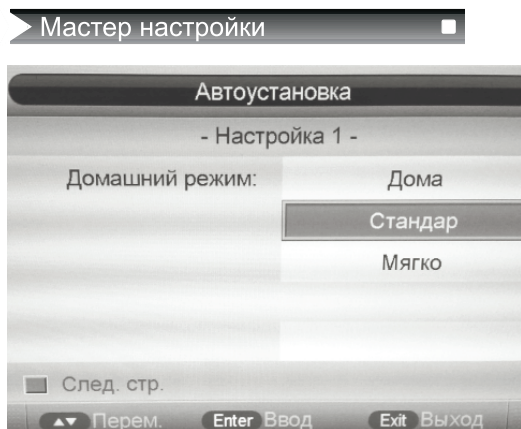 Мастер настройки
Автоустановка
- Настройка 1 -
Домашний режим: Дома
Стандар
Мягко
След. стр.
Перем. Enter Ввод Exit Выход